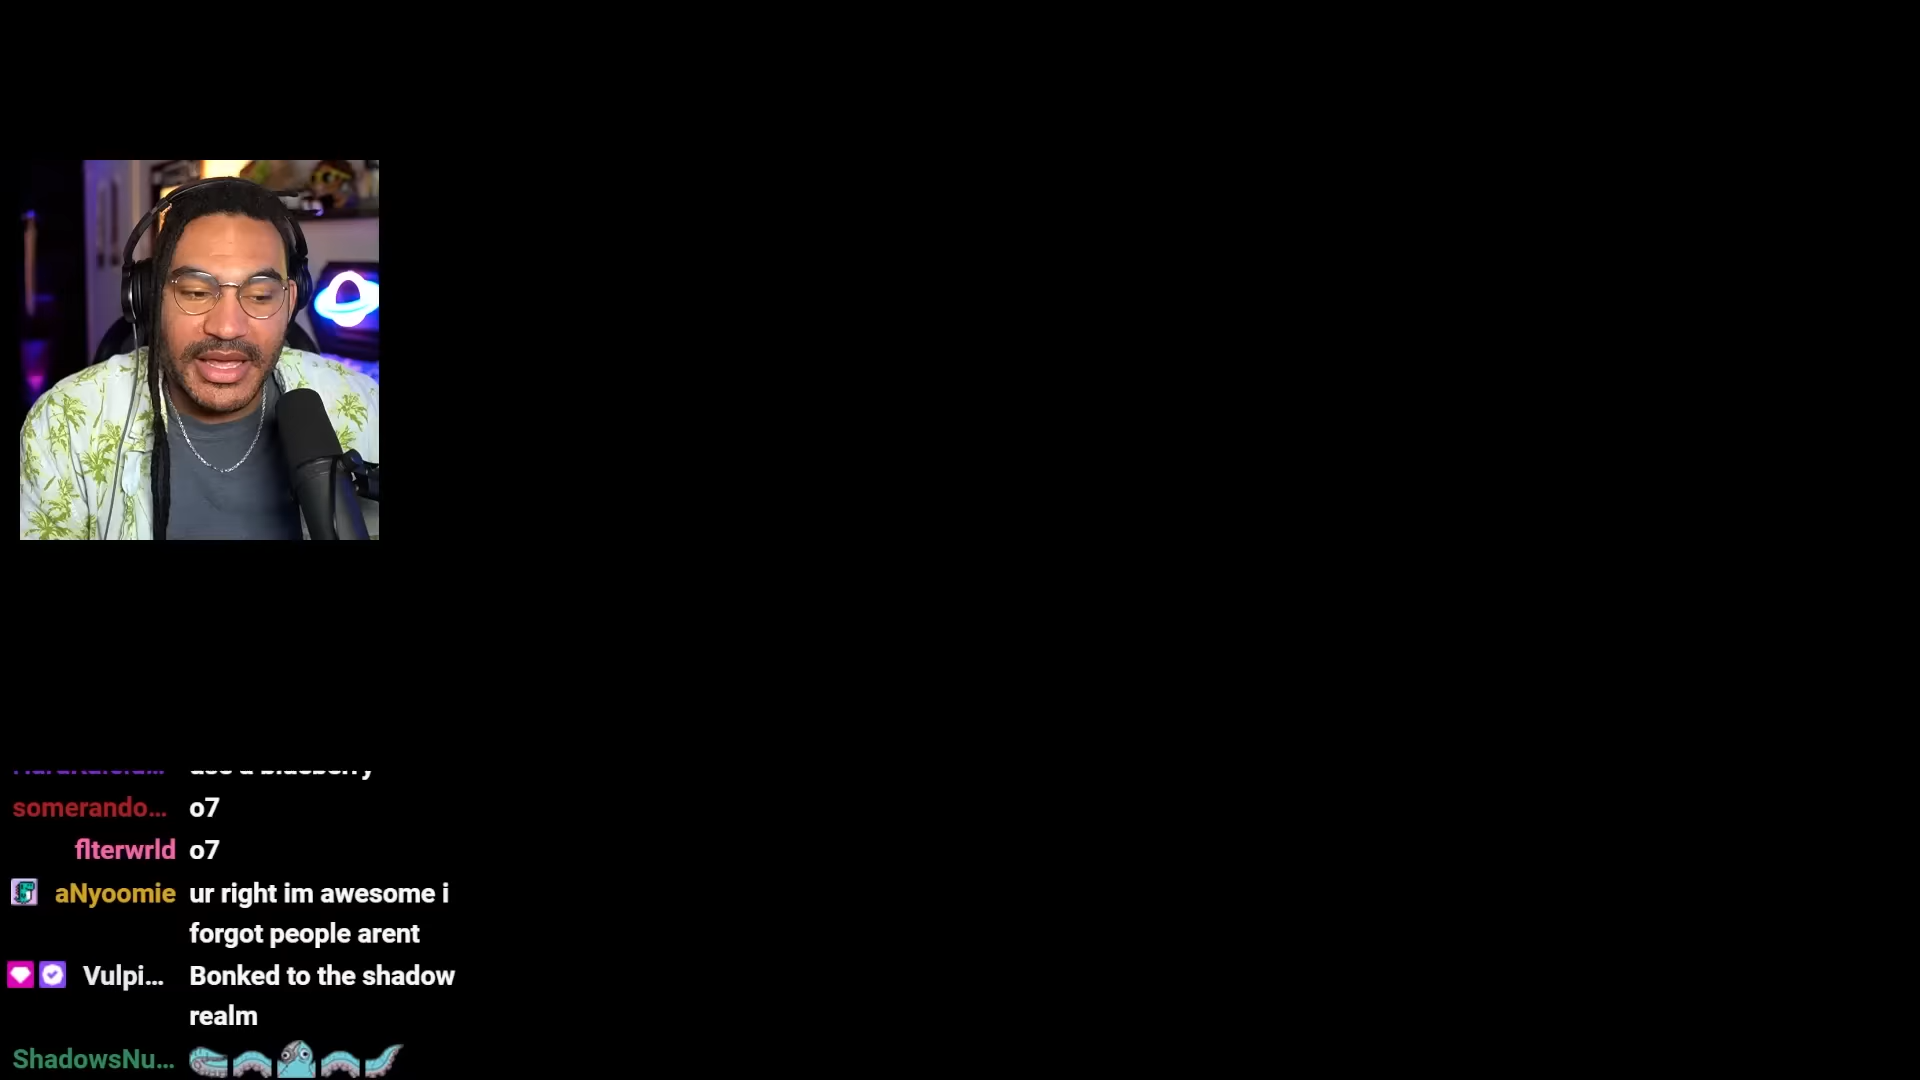 somerando... o7
flterwrld o7
aNyoomie ur right im awesome i
forgot people arent
Vulpi... Bonked to the shadow
realm
ShadowsNu...